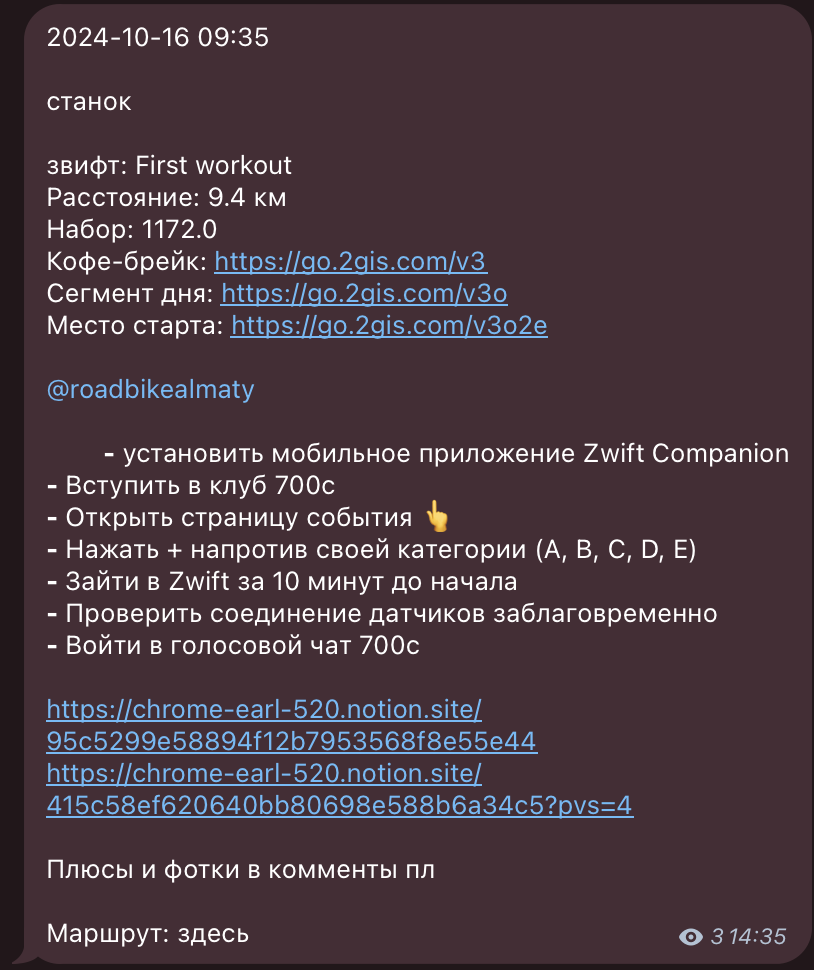 2024-10-16 09:35
станок
звифт: First workout
Расстояние: 9.4 км
Набор: 1172.0
Кофе-брейк: https://go.2gis.com/v3
Сегмент дня: https://go.2gis.com/v3o
Место старта: https://go.2gis.com/v3o2e
@roadbikealmaty
- установить мобильное приложение Zwift Companion
- Вступить в клуб 700c
- Открыть страницу события 👆
- Нажать + напротив своей категории (A, B, C, D, E)
- Зайти в Zwift за 10 минут до начала
- Проверить соединение датчиков заблаговременно
- Войти в голосовой чат 700c
https://chrome-earl-520.notion.site/
95c5299e58894f12b7953568f8e55e44
https://chrome-earl-520.notion.site/
415c58ef620640bb80698e588b6a34c5?pvs=4
Плюсы и фотки в комменты пл
Маршрут: здесь
3 14:35